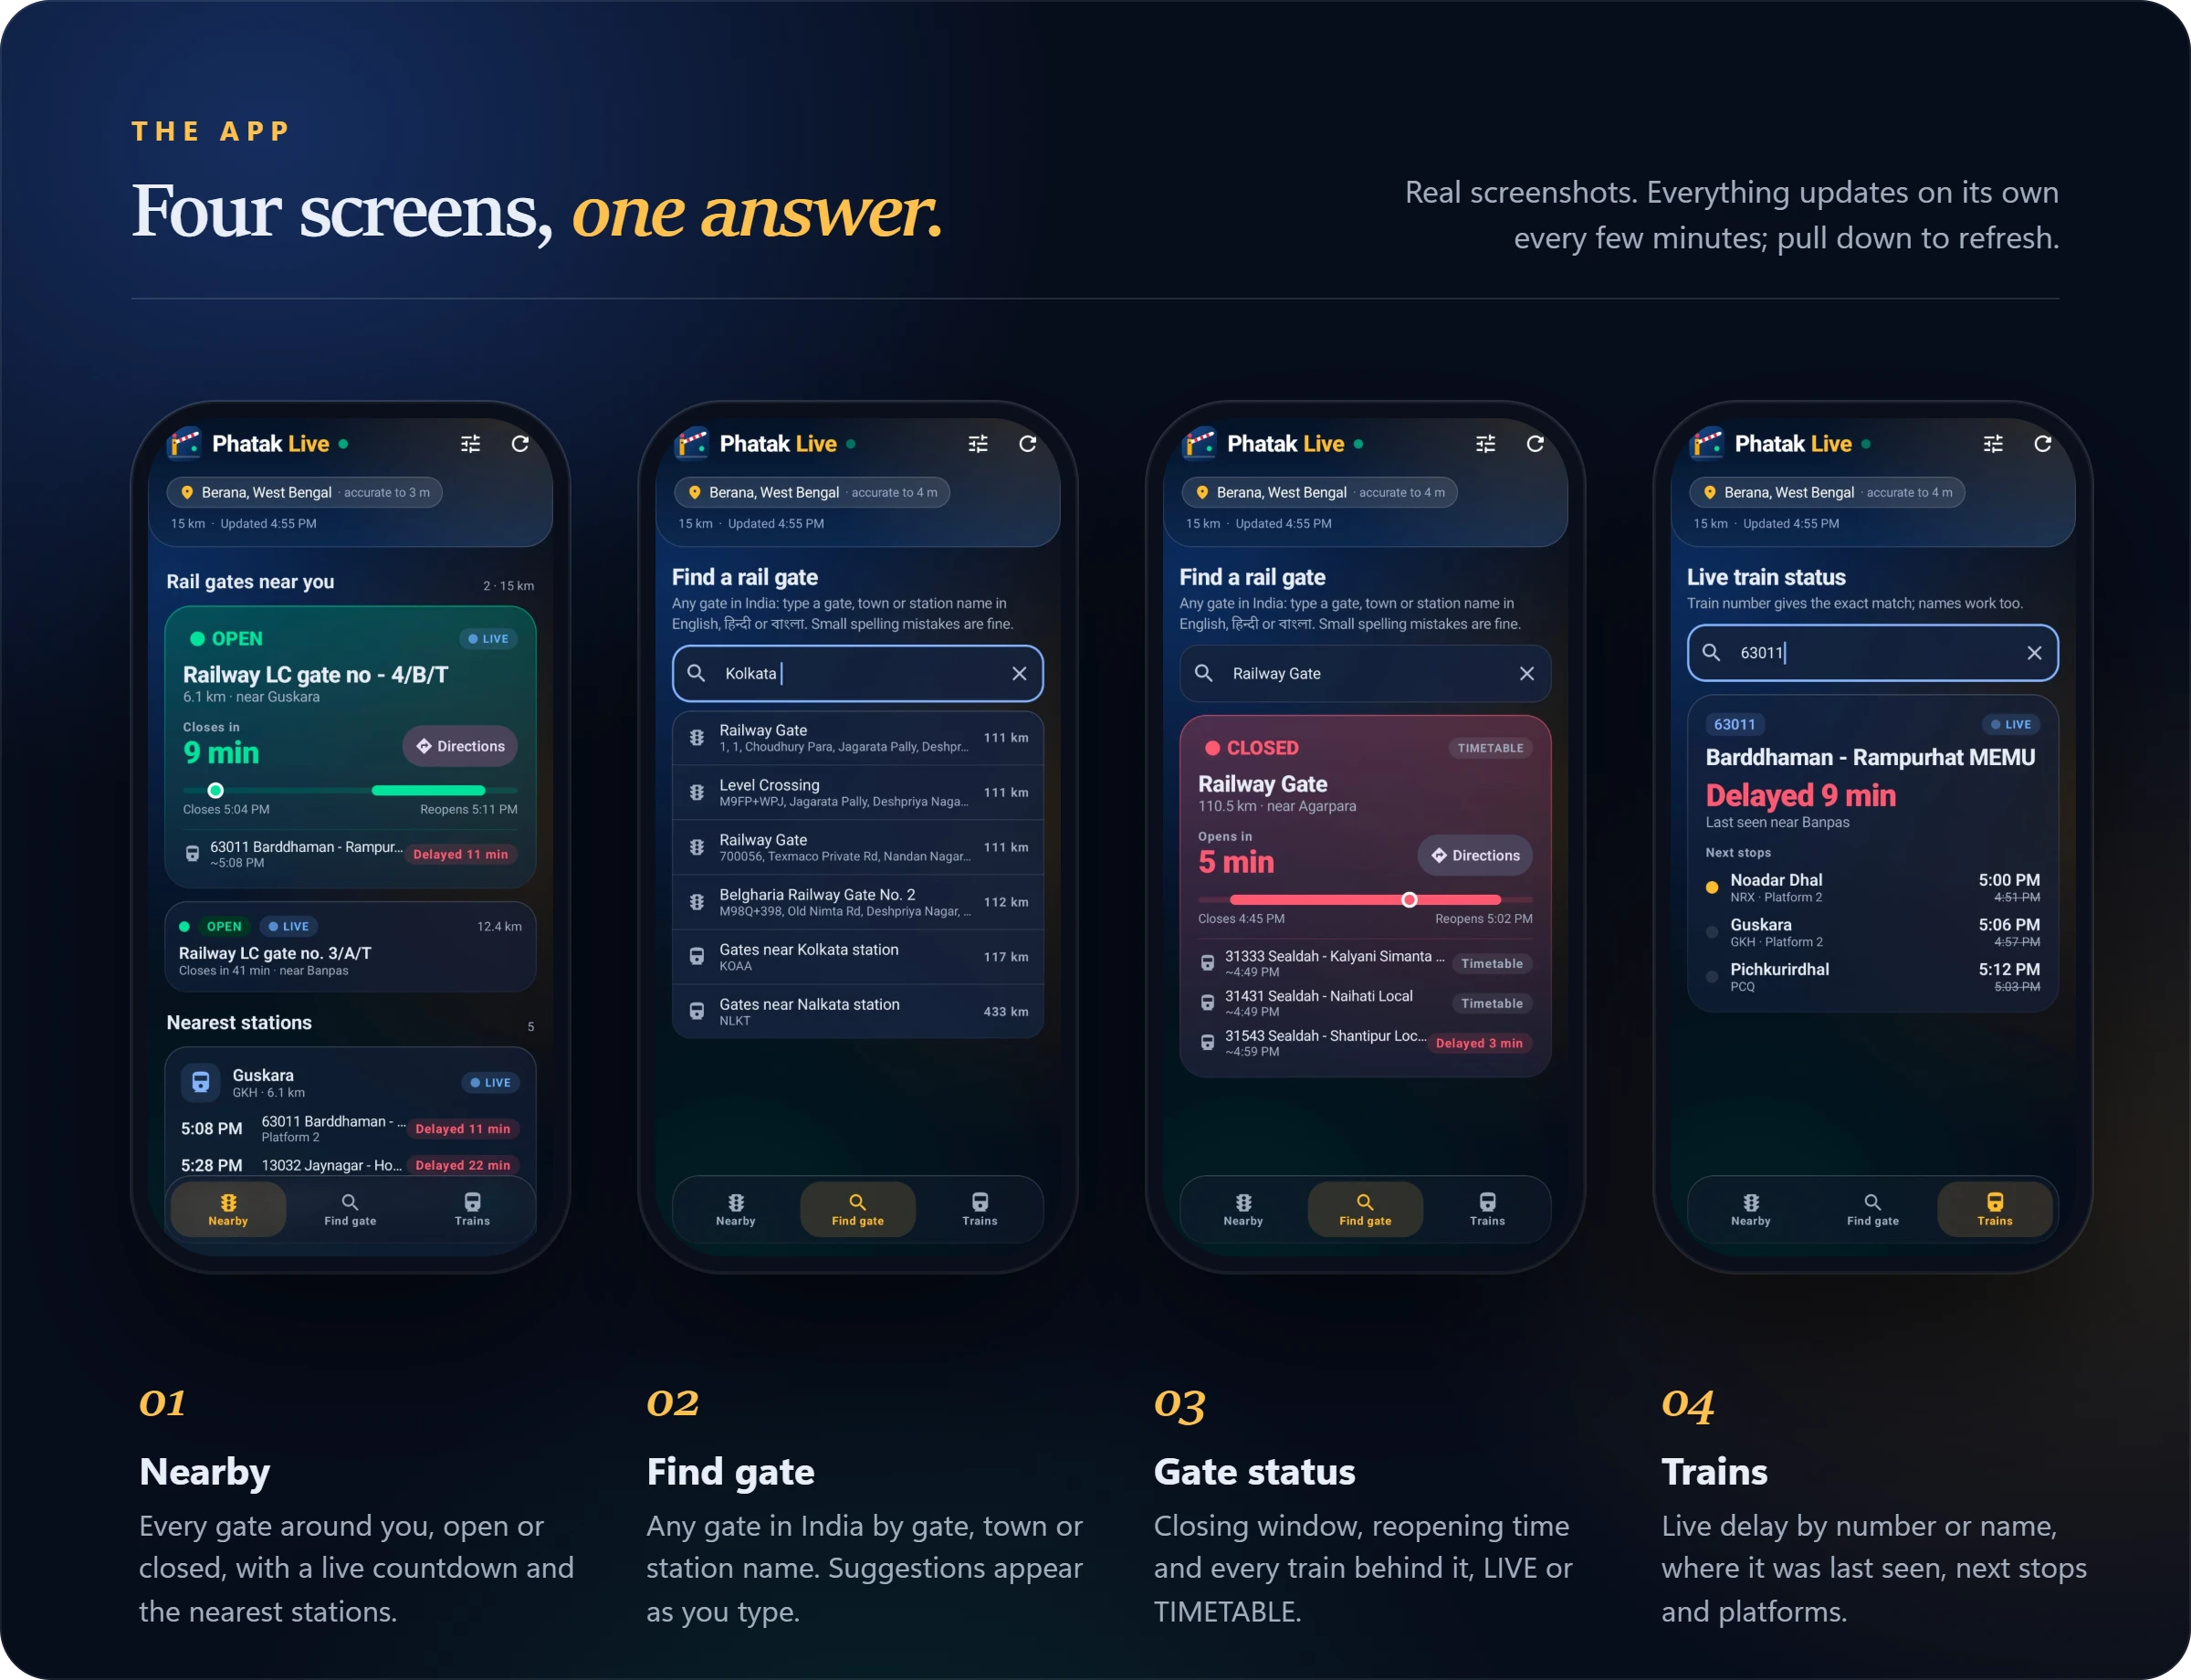 THE APP
Four screens, one answer.
Real screenshots. Everything updates on its own
every few minutes; pull down to refresh.
Phatak Live
Berana, West Bengal · accurate to 3 m
15 km · Updated 4:55 PM
Rail gates near you
2 · 15 km
OPEN
LIVE
Railway LC gate no - 4/B/T
6.1 km · near Guskara
Closes in
9 min
Directions
Closes 5:04 PM
Reopens 5:11 PM
63011 Barddhaman - Rampur...
Delayed 11 min
~5:08 PM
OPEN
LIVE
12.4 km
Railway LC gate no. 3/A/T
Closes in 41 min · near Banpas
Nearest stations
5
Guskara
GKH · 6.1 km
LIVE
5:08 PM
63011 Barddhaman - ...
Platform 2
Delayed 11 min
5:28 PM
13032 Jaynagar - Ho...
Delayed 22 min
Nearby
Find gate
Trains
Phatak Live
Berana, West Bengal · accurate to 4 m
15 km · Updated 4:55 PM
Find a rail gate
Any gate in India: type a gate, town or station name in
English, हिन्दी or বাংলা. Small spelling mistakes are fine.
Kolkata
Railway Gate
1, 1, Choudhury Para, Jagarata Pally, Deshpr...
111 km
Level Crossing
M9FP+WPJ, Jagarata Pally, Deshpriya Naga...
111 km
Railway Gate
700056, Texmaco Private Rd, Nandan Nagar...
111 km
Belgharia Railway Gate No. 2
M98Q+398, Old Nimta Rd, Deshpriya Nagar, ...
112 km
Gates near Kolkata station
KOAA
117 km
Gates near Nalkata station
NLKT
433 km
Nearby
Find gate
Trains
Phatak Live
Berana, West Bengal · accurate to 4 m
15 km · Updated 4:55 PM
Find a rail gate
Any gate in India: type a gate, town or station name in
English, हिन्दी or বাংলা. Small spelling mistakes are fine.
Railway Gate
CLOSED
TIMETABLE
Railway Gate
110.5 km · near Agarpara
Opens in
5 min
Directions
Closes 4:45 PM
Reopens 5:02 PM
31333 Sealdah - Kalyani Simanta ...
~4:49 PM
Timetable
31431 Sealdah - Naihati Local
~4:49 PM
Timetable
31543 Sealdah - Shantipur Loc...
~4:59 PM
Delayed 3 min
Nearby
Find gate
Trains
Phatak Live
Berana, West Bengal · accurate to 4 m
15 km · Updated 4:55 PM
Live train status
Train number gives the exact match; names work too.
63011
63011
LIVE
Barddhaman - Rampurhat MEMU
Delayed 9 min
Last seen near Banpas
Next stops
Noadar Dhal
5:00 PM
NRX · Platform 2
4:51 PM
Guskara
5:06 PM
GKH · Platform 2
4:57 PM
Pichkurirdhal
5:12 PM
PCQ
5:03 PM
Nearby
Find gate
Trains
01
Nearby
Every gate around you, open or
closed, with a live countdown and
the nearest stations.
02
Find gate
Any gate in India by gate, town or
station name. Suggestions appear
as you type.
03
Gate status
Closing window, reopening time
and every train behind it, LIVE or
TIMETABLE.
04
Trains
Live delay by number or name,
where it was last seen, next stops
and platforms.